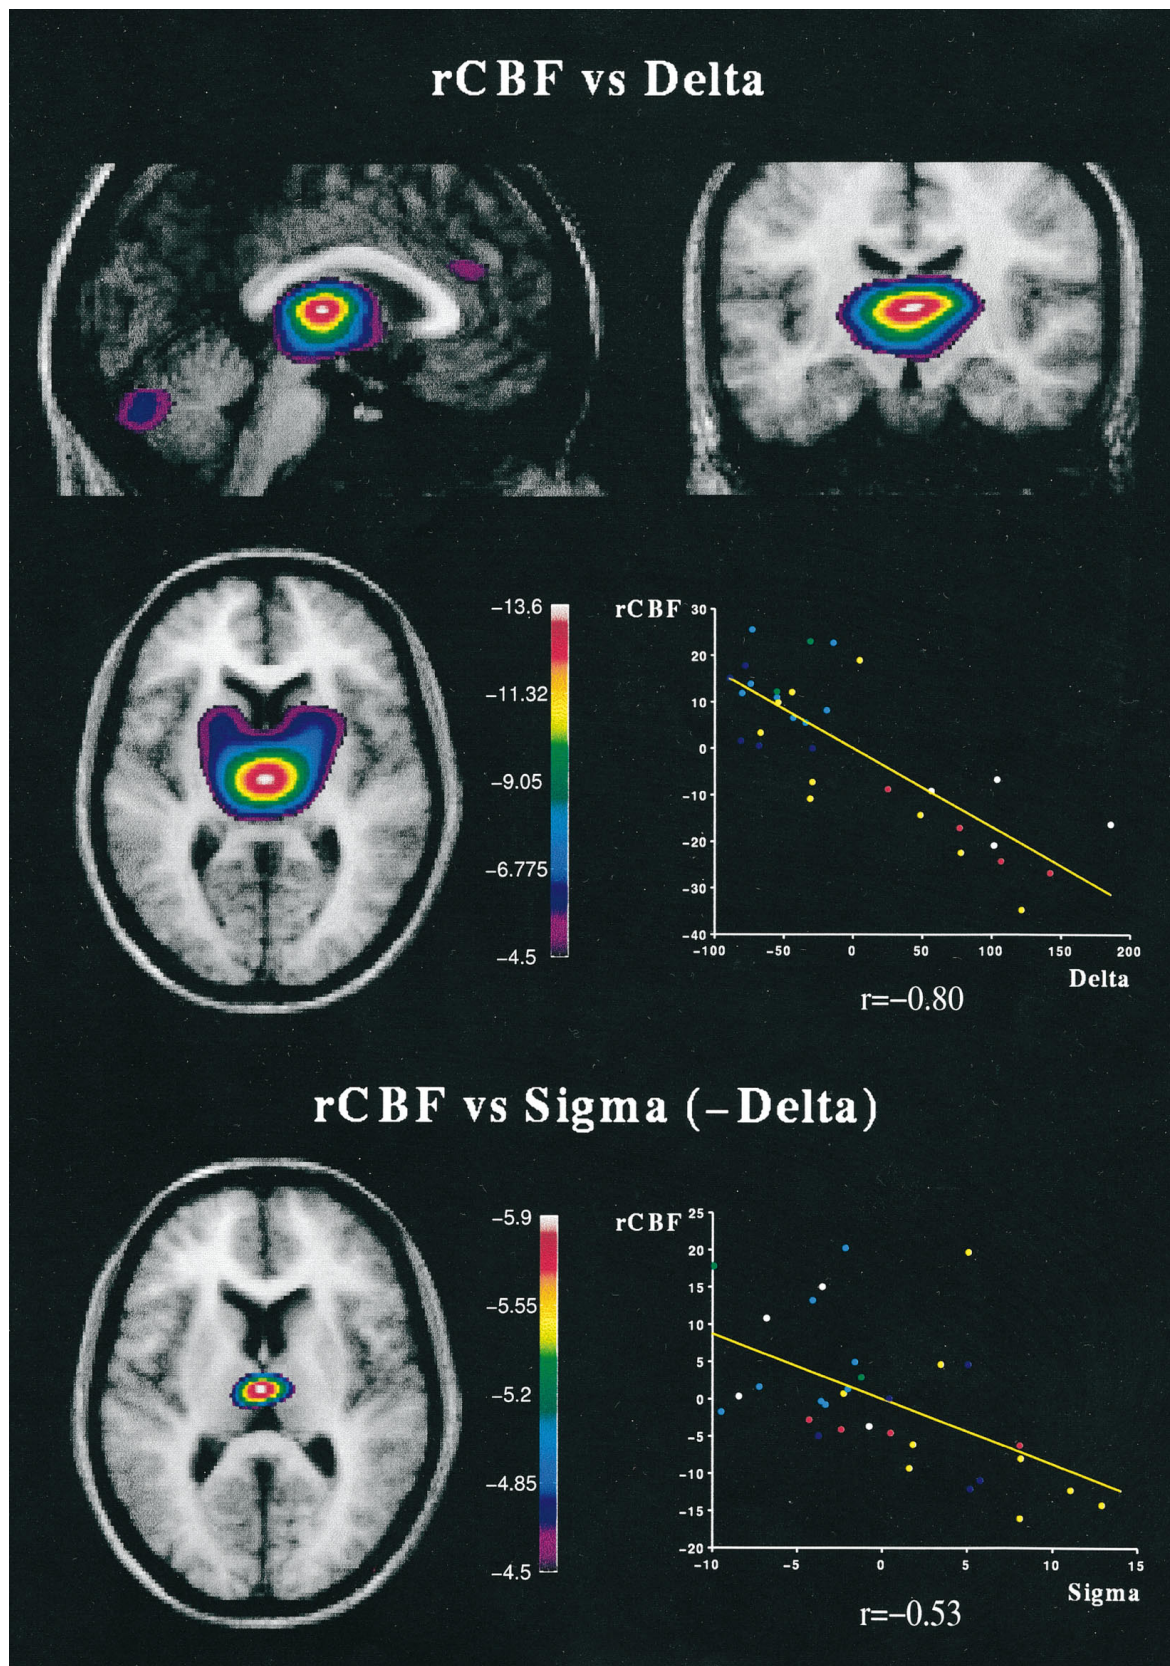 rCBF vs Delta
−13.6
−11.32
−9.05
−6.775
−4.5
rCBF
30
20
10
0
−10
−20
−30
−40
−100 −50 0 50 100 150 200
Delta
r=−0.80
rCBF vs Sigma (−Delta)
−5.9
−5.55
−5.2
−4.85
−4.5
rCBF
25
20
15
10
5
0
−5
−10
−15
−20
−10 −5 0 5 10 15
Sigma
r=−0.53